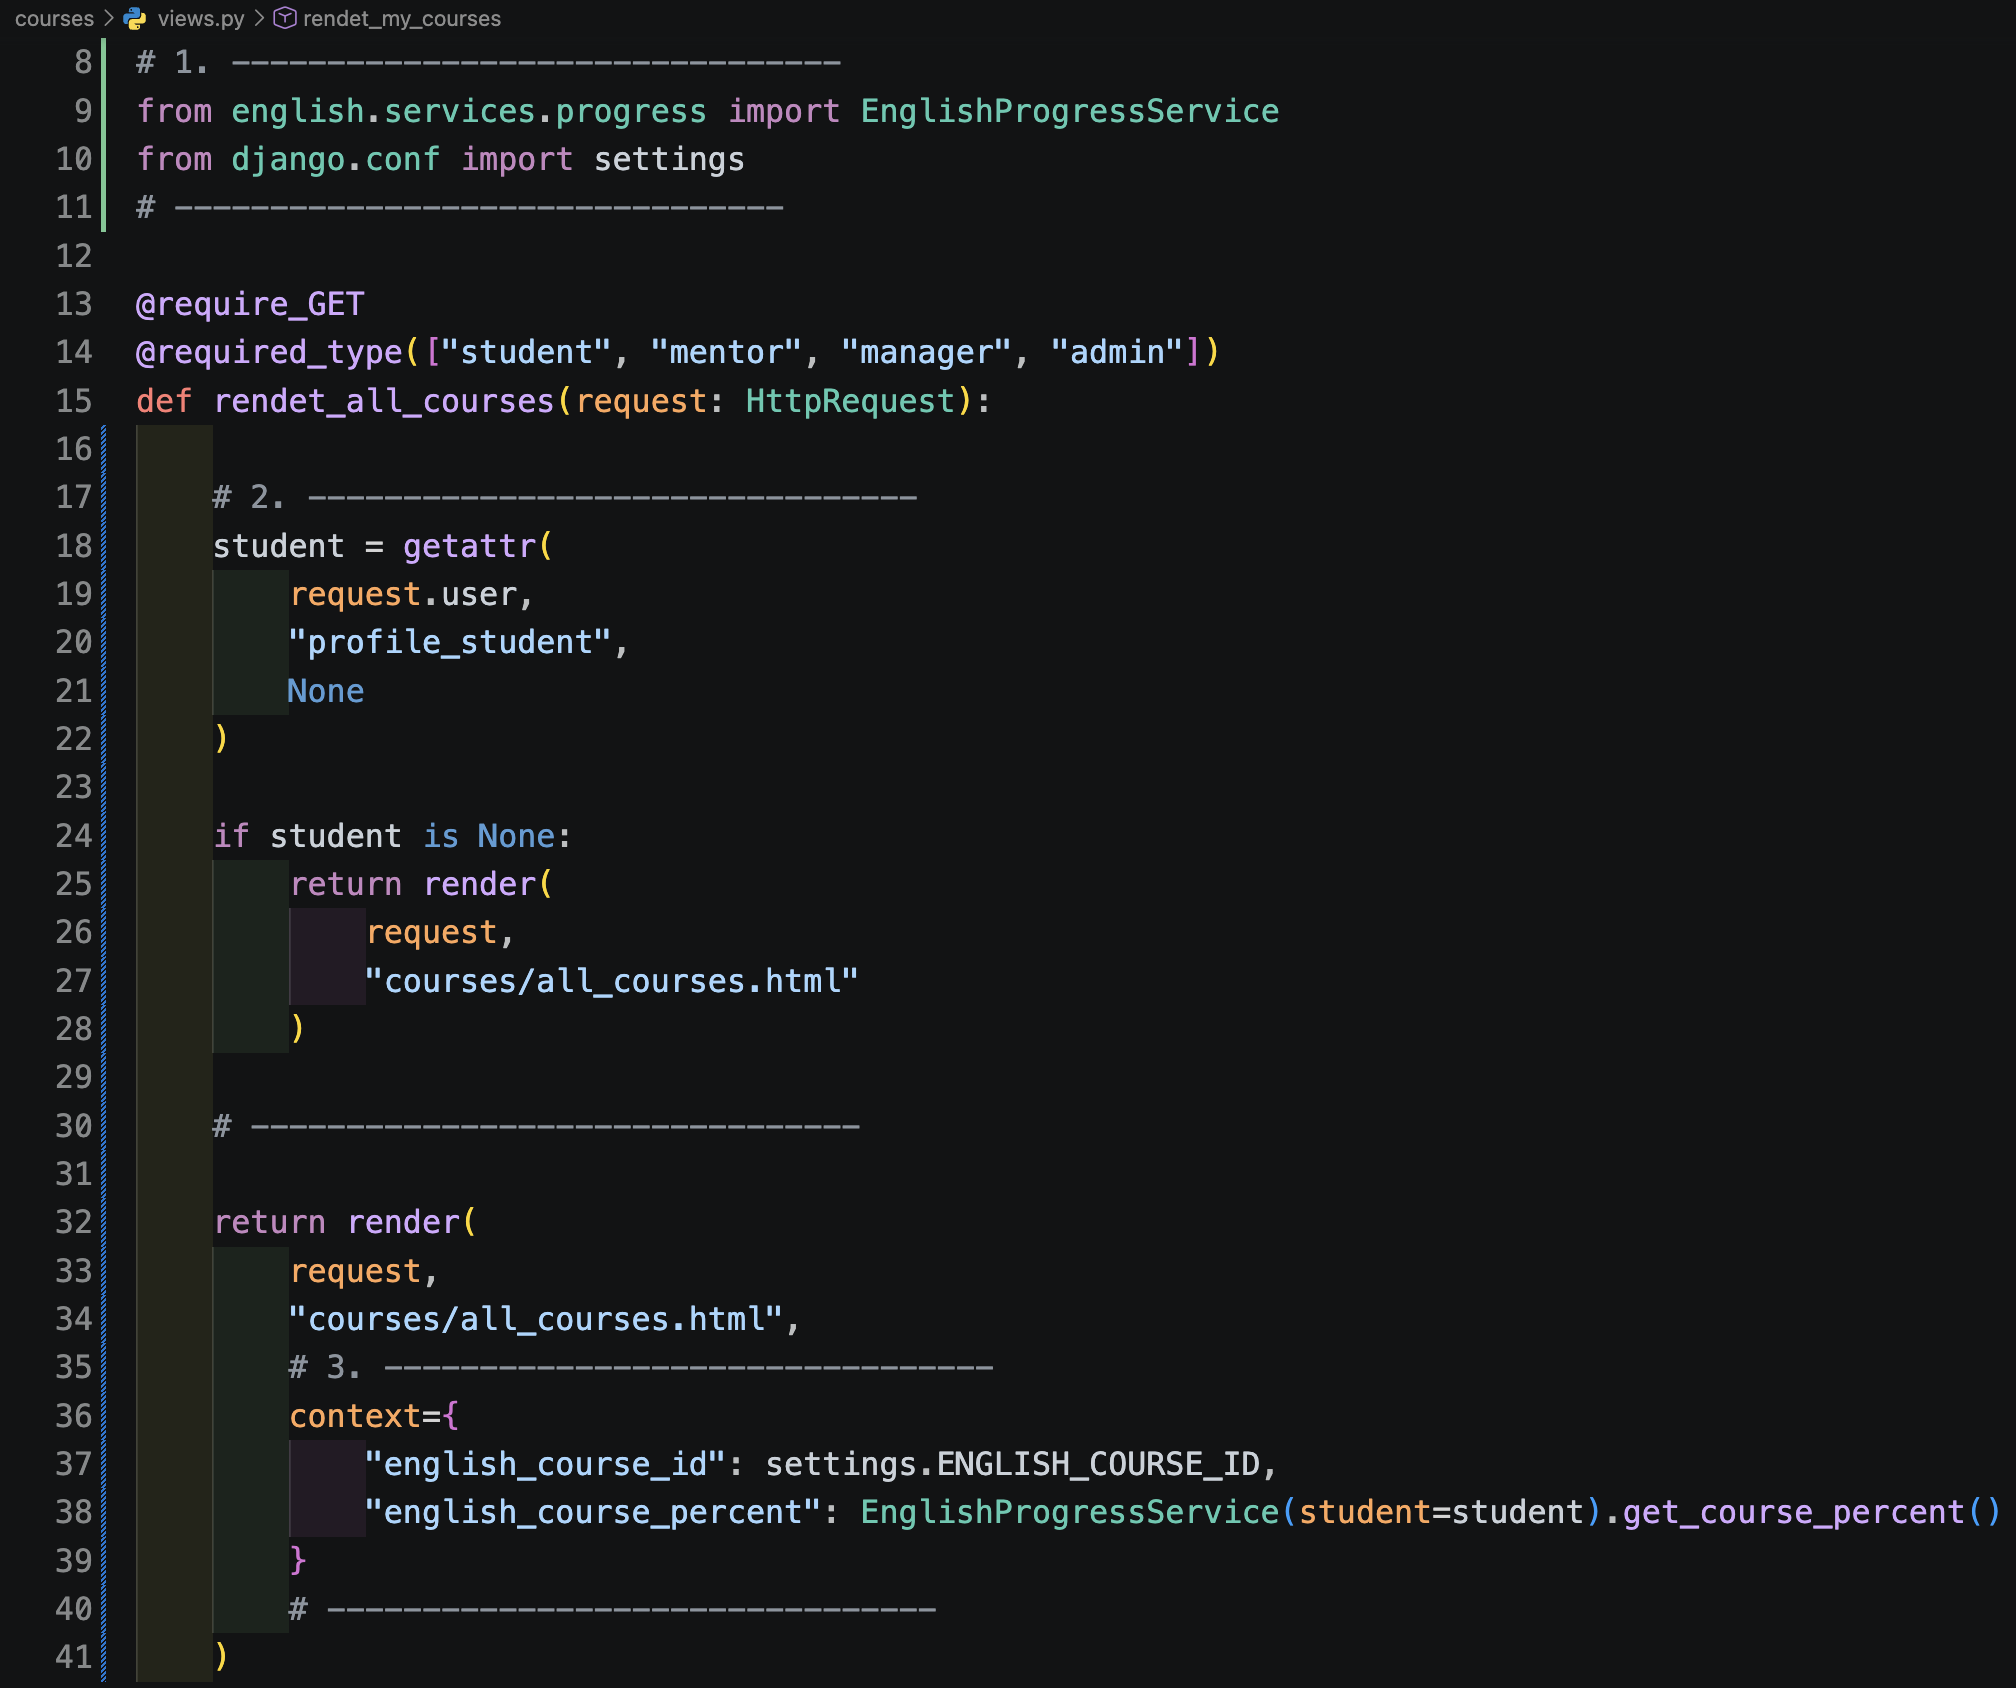 courses > views.py > rendet_my_courses
8 # 1. --------------------------------
9 from english.services.progress import EnglishProgressService
10 from django.conf import settings
11 # --------------------------------
12
13 @require_GET
14 @required_type(["student", "mentor", "manager", "admin"])
15 def rendet_all_courses(request: HttpRequest):
16
17     # 2. --------------------------------
18     student = getattr(
19         request.user,
20         "profile_student",
21         None
22     )
23
24     if student is None:
25         return render(
26             request,
27             "courses/all_courses.html"
28         )
29
30     # --------------------------------
31
32     return render(
33         request,
34         "courses/all_courses.html",
35         # 3. --------------------------------
36         context={
37             "english_course_id": settings.ENGLISH_COURSE_ID,
38             "english_course_percent": EnglishProgressService(student=student).get_course_percent()
39         }
40         # --------------------------------
41     )